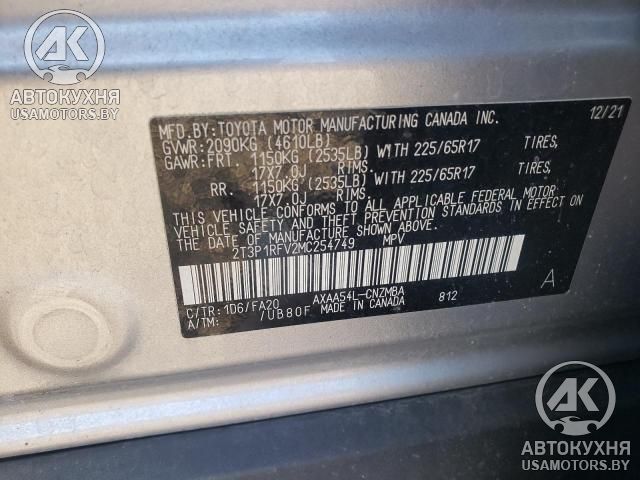 AK
АВТОКУХНЯ
USAMOTORS.BY
MFD.BY:TOYOTA MOTOR MANUFACTURING CANADA INC. 12/21
GVWR:2090KG (4610LB)
GAWR:FRT. 1150KG (2535LB) WITH 225/65R17 TIRES,
17X7.0J RIMS,
RR. 1150KG (2535LB) WITH 225/65R17 TIRES,
17X7.0J RIMS
THIS VEHICLE CONFORMS TO ALL APPLICABLE FEDERAL MOTOR
VEHICLE SAFETY AND THEFT PREVENTION STANDARDS IN EFFECT ON
THE DATE OF MANUFACTURE SHOWN ABOVE.
2T3P1RFV2MC254749 MPV
A
C/TR:1D6/FA20 AXAA54L-CNZMBA 812
A/TM: /UB80F MADE IN CANADA
AK
АВТОКУХНЯ
USAMOTORS.BY